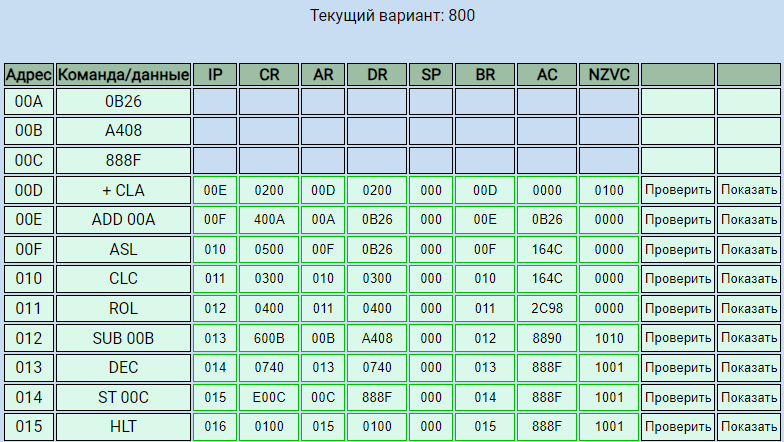 Текущий вариант: 800
Адрес Команда/данные IP CR AR DR SP BR AC NZVC
00A 0B26
00B A408
00C 888F
00D + CLA 00E 0200 00D 0200 000 00D 0000 0100 Проверить Показать
00E ADD 00A 00F 400A 00A 0B26 000 00E 0B26 0000 Проверить Показать
00F ASL 010 0500 00F 0B26 000 00F 164C 0000 Проверить Показать
010 CLC 011 0300 010 0300 000 010 164C 0000 Проверить Показать
011 ROL 012 0400 011 0400 000 011 2C98 0000 Проверить Показать
012 SUB 00B 013 600B 00B A408 000 012 8890 1010 Проверить Показать
013 DEC 014 0740 013 0740 000 013 888F 1001 Проверить Показать
014 ST 00C 015 E00C 00C 888F 000 014 888F 1001 Проверить Показать
015 HLT 016 0100 015 0100 000 015 888F 1001 Проверить Показать